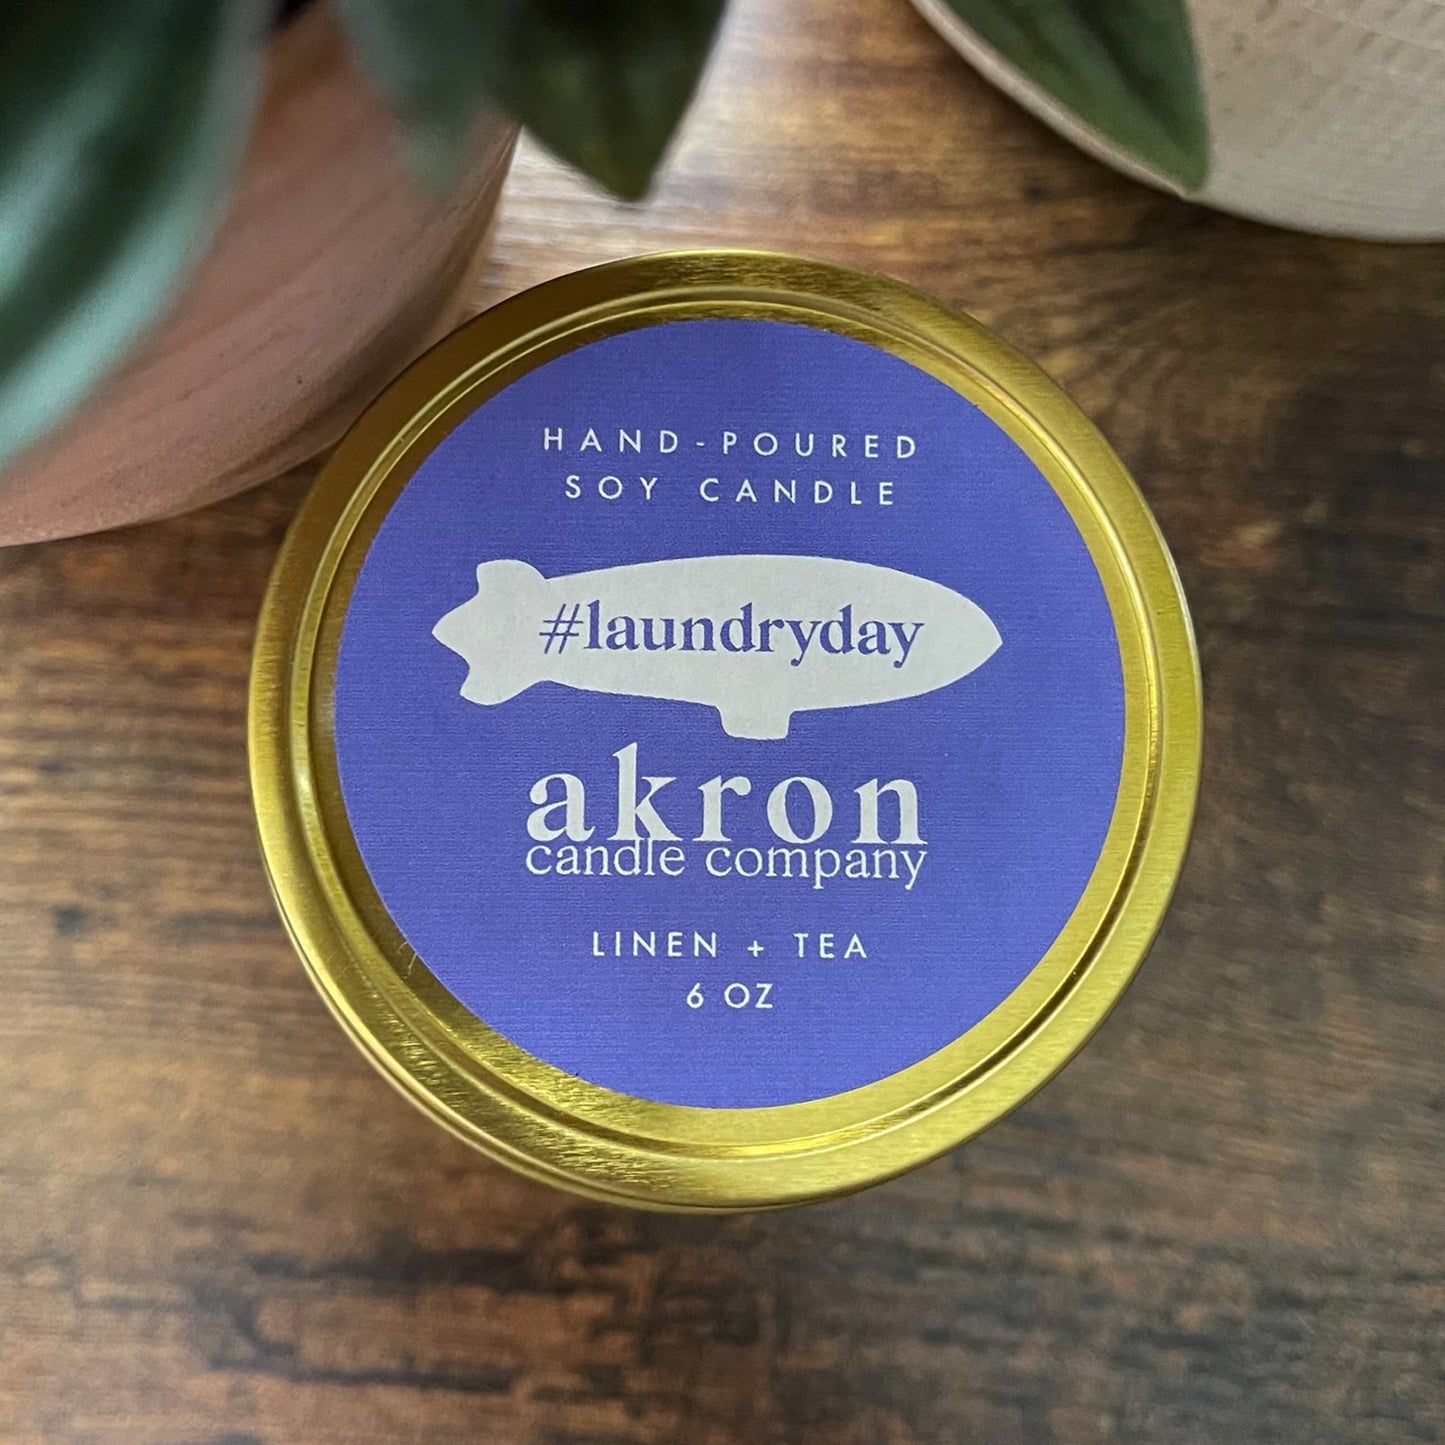 HAND-POURED
SOY CANDLE
#laundryday
akron
candle company
LINEN + TEA
6 OZ